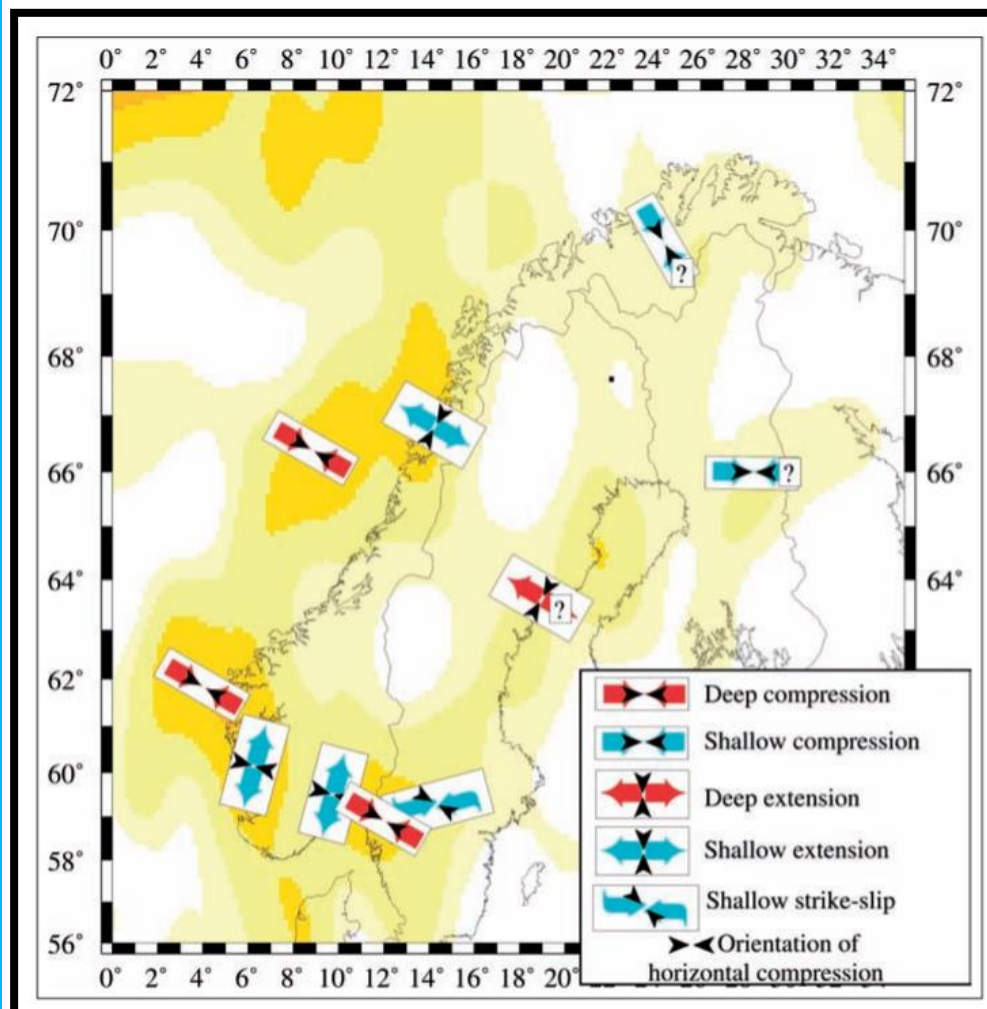 0° 2° 4° 6° 8° 10° 12° 14° 16° 18° 20° 22° 24° 26° 28° 30° 32° 34°
72° 72°
70° 70°
?
68° 68°
66° ? 66°
64° 64°
?
62°
Deep compression
Shallow compression
60°
Deep extension
58°
Shallow extension
Shallow strike-slip
56°
Orientation of
horizontal compression
0° 2° 4° 6° 8° 10° 12° 14° 16° 18° 20°